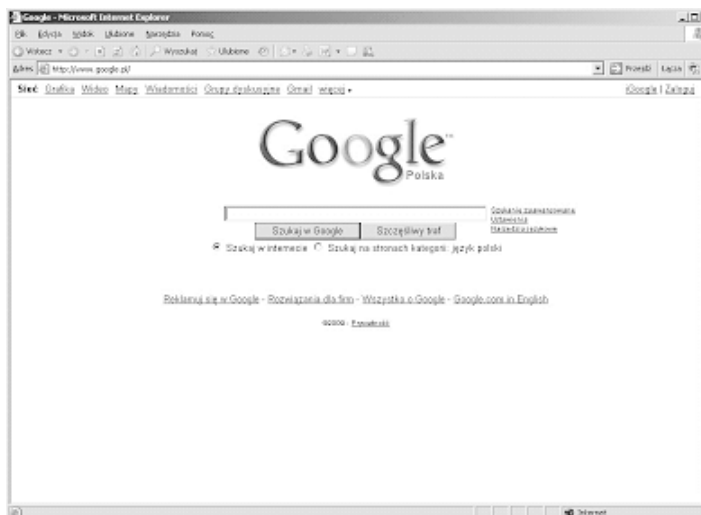 Google - Microsoft Internet Explorer
Plik Edycja Widok Ulubione Narzędzia Pomoc
Wstecz Wyszukaj Ulubione
Adres http://www.google.pl/ Przejdź Łącza
Sieć Grafika Wideo Mapy Wiadomości Grupy dyskusyjne Gmail więcej
iGoogle | Zaloguj
Google™
Polska
Szukanie zaawansowane
Ustawienia
Narzędzia językowe
Szukaj w Google Szczęśliwy traf
Szukaj w internecie Szukaj na stronach kategorii: język polski
Reklamuj się w Google - Rozwiązania dla firm - Wszystko o Google - Google.com in English
Prywatność
Internet